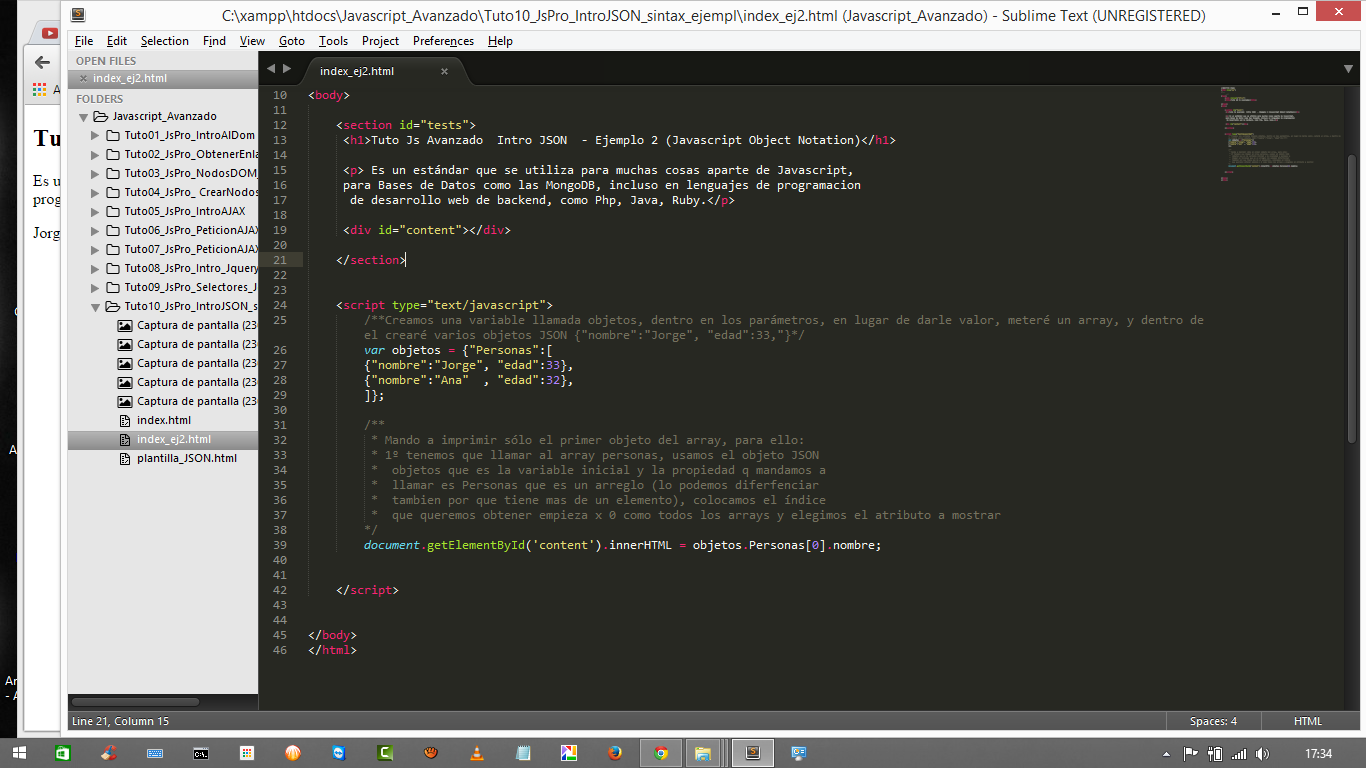 C:\xampp\htdocs\Javascript_Avanzado\Tuto10_JsPro_IntroJSON_sintax_ejempl\index_ej2.html (Javascript_Avanzado) - Sublime Text (UNREGISTERED)
File Edit Selection Find View Goto Tools Project Preferences Help
OPEN FILES
index_ej2.html
FOLDERS
Javascript_Avanzado
Tuto01_JsPro_IntroAlDom
Tuto02_JsPro_ObtenerEnla
Tuto03_JsPro_NodosDOM_
Tuto04_JsPro_ CrearNodos
Tuto05_JsPro_IntroAJAX
Tuto06_JsPro_PeticionAJAX
Tuto07_JsPro_PeticionAJAX
Tuto08_JsPro_Intro_Jquery
Tuto09_JsPro_Selectores_J
Tuto10_JsPro_IntroJSON_s
Captura de pantalla (23
Captura de pantalla (23
Captura de pantalla (23
Captura de pantalla (23
Captura de pantalla (23
index.html
index_ej2.html
plantilla_JSON.html
Tu
Es u
prog
Jorg
index_ej2.html
10 <body>
11
12 <section id="tests">
13 <h1>Tuto Js Avanzado  Intro JSON  - Ejemplo 2 (Javascript Object Notation)</h1>
14
15 <p> Es un estándar que se utiliza para muchas cosas aparte de Javascript,
16 para Bases de Datos como las MongoDB, incluso en lenguajes de programacion
17 de desarrollo web de backend, como Php, Java, Ruby.</p>
18
19 <div id="content"></div>
20
21 </section>
22
23
24 <script type="text/javascript">
25 /**Creamos una variable llamada objetos, dentro en los parámetros, en lugar de darle valor, meteré un array, y dentro de
el crearé varios objetos JSON {"nombre":"Jorge", "edad":33,"}*/
26 var objetos = {"Personas":[
27 {"nombre":"Jorge", "edad":33},
28 {"nombre":"Ana"  , "edad":32},
29 ]};
30
31 /**
32 * Mando a imprimir sólo el primer objeto del array, para ello:
33 * 1º tenemos que llamar al array personas, usamos el objeto JSON
34 *  objetos que es la variable inicial y la propiedad q mandamos a
35 *  llamar es Personas que es un arreglo (lo podemos diferfenciar
36 *  tambien por que tiene mas de un elemento), colocamos el índice
37 *  que queremos obtener empieza x 0 como todos los arrays y elegimos el atributo a mostrar
38 */
39 document.getElementById('content').innerHTML = objetos.Personas[0].nombre;
40
41
42 </script>
43
44
45 </body>
46 </html>
Line 21, Column 15
Spaces: 4
HTML
17:34